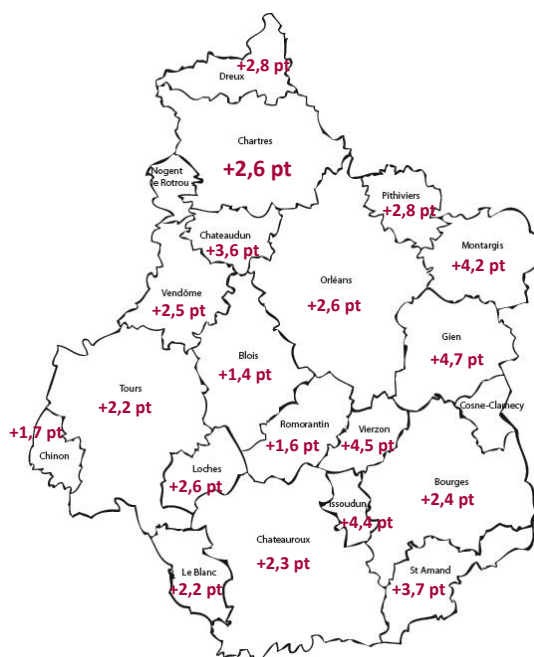 +2,8 pt
Dreux
Chartres
+2,6 pt
Nogent
le Rotrou
Pithiviers
+2,8 pt
Chateaudun
+3,6 pt
Montargis
+4,2 pt
Orléans
+2,6 pt
Vendôme
+2,5 pt
Gien
+4,7 pt
Blois
+1,4 pt
Tours
+2,2 pt
Cosne-Clamecy
+1,7 pt
Chinon
Romorantin
+1,6 pt
Vierzon
+4,5 pt
Loches
+2,6 pt
Bourges
+2,4 pt
Issoudun
+4,4 pt
Chateauroux
+2,3 pt
Le Blanc
+2,2 pt
St Amand
+3,7 pt